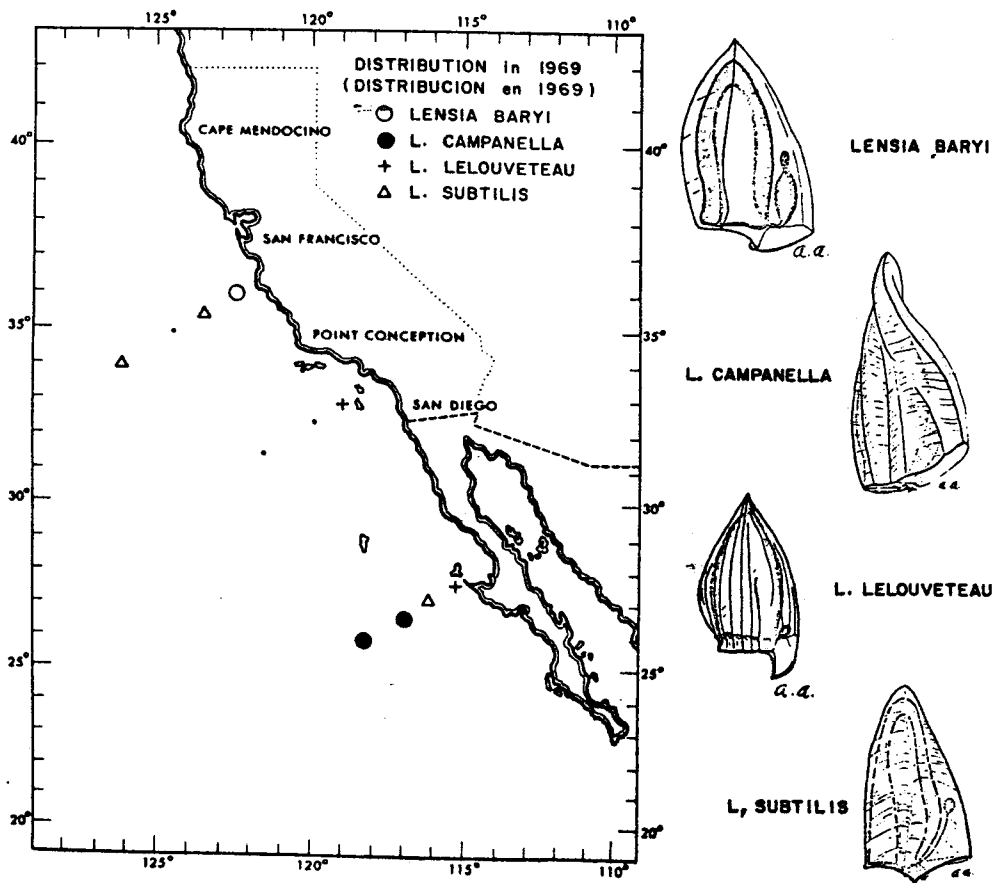 125° 120° 115° 110°
DISTRIBUTION in 1969
(DISTRIBUCION en 1969)
LENSIA BARYI
L. CAMPANELLA
L. LELOUVETEAU
L. SUBTILIS
40°
CAPE MENDOCINO
40°
SAN FRANCISCO
35°
POINT CONCEPTION
35°
SAN DIEGO
30°
30°
25°
25°
20°
20°
125° 120° 115° 110°
LENSIA BARYI
a.a.
L. CAMPANELLA
a.a.
L. LELOUVETEAU
a.a.
L, SUBTILIS
a.a.